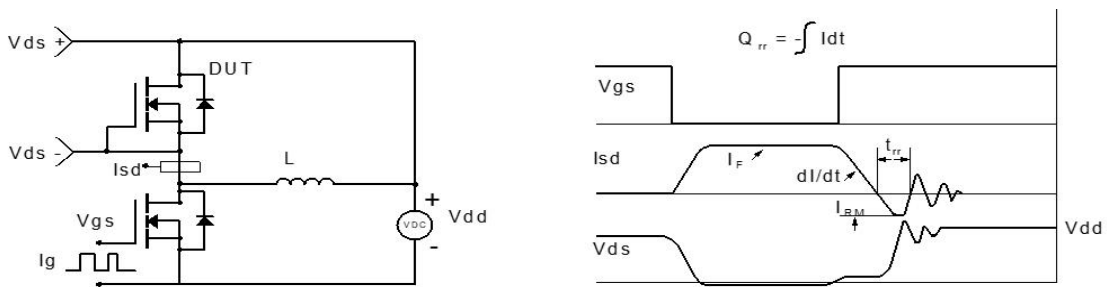 Vds +
DUT
Vds -
Isd
L
Vgs
+
VDC
Vdd
-
Ig
Q rr = -∫ Idt
Vgs
Isd
I F
dI/dt
t rr
I RM
Vds
Vdd